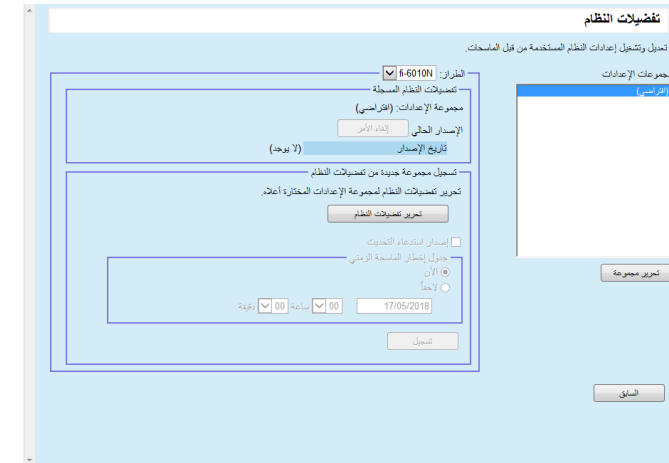 تفضيلات النظام
تعديل وتشغيل إعدادات النظام المستخدمة من قبل الماسحات.
مجموعات الإعدادات
(افتراضي)
تحرير مجموعة
السابق
الطراز: fi-6010N
تفضيلات النظام المسجلة
مجموعة الإعدادات: (افتراضي)
الإصدار الحالي إلغاء الأمر
تاريخ الإصدار (لا يوجد)
تسجيل مجموعة جديدة من تفضيلات النظام
تحرير تفضيلات النظام لمجموعة الإعدادات المختارة أعلاه.
تحرير تفضيلات النظام
إصدار استدعاء التحديث
جدول إخطار الماسحة الزمني
الآن
لاحقاً
17/05/2018 00 ساعة 00 دقيقة
تسجيل